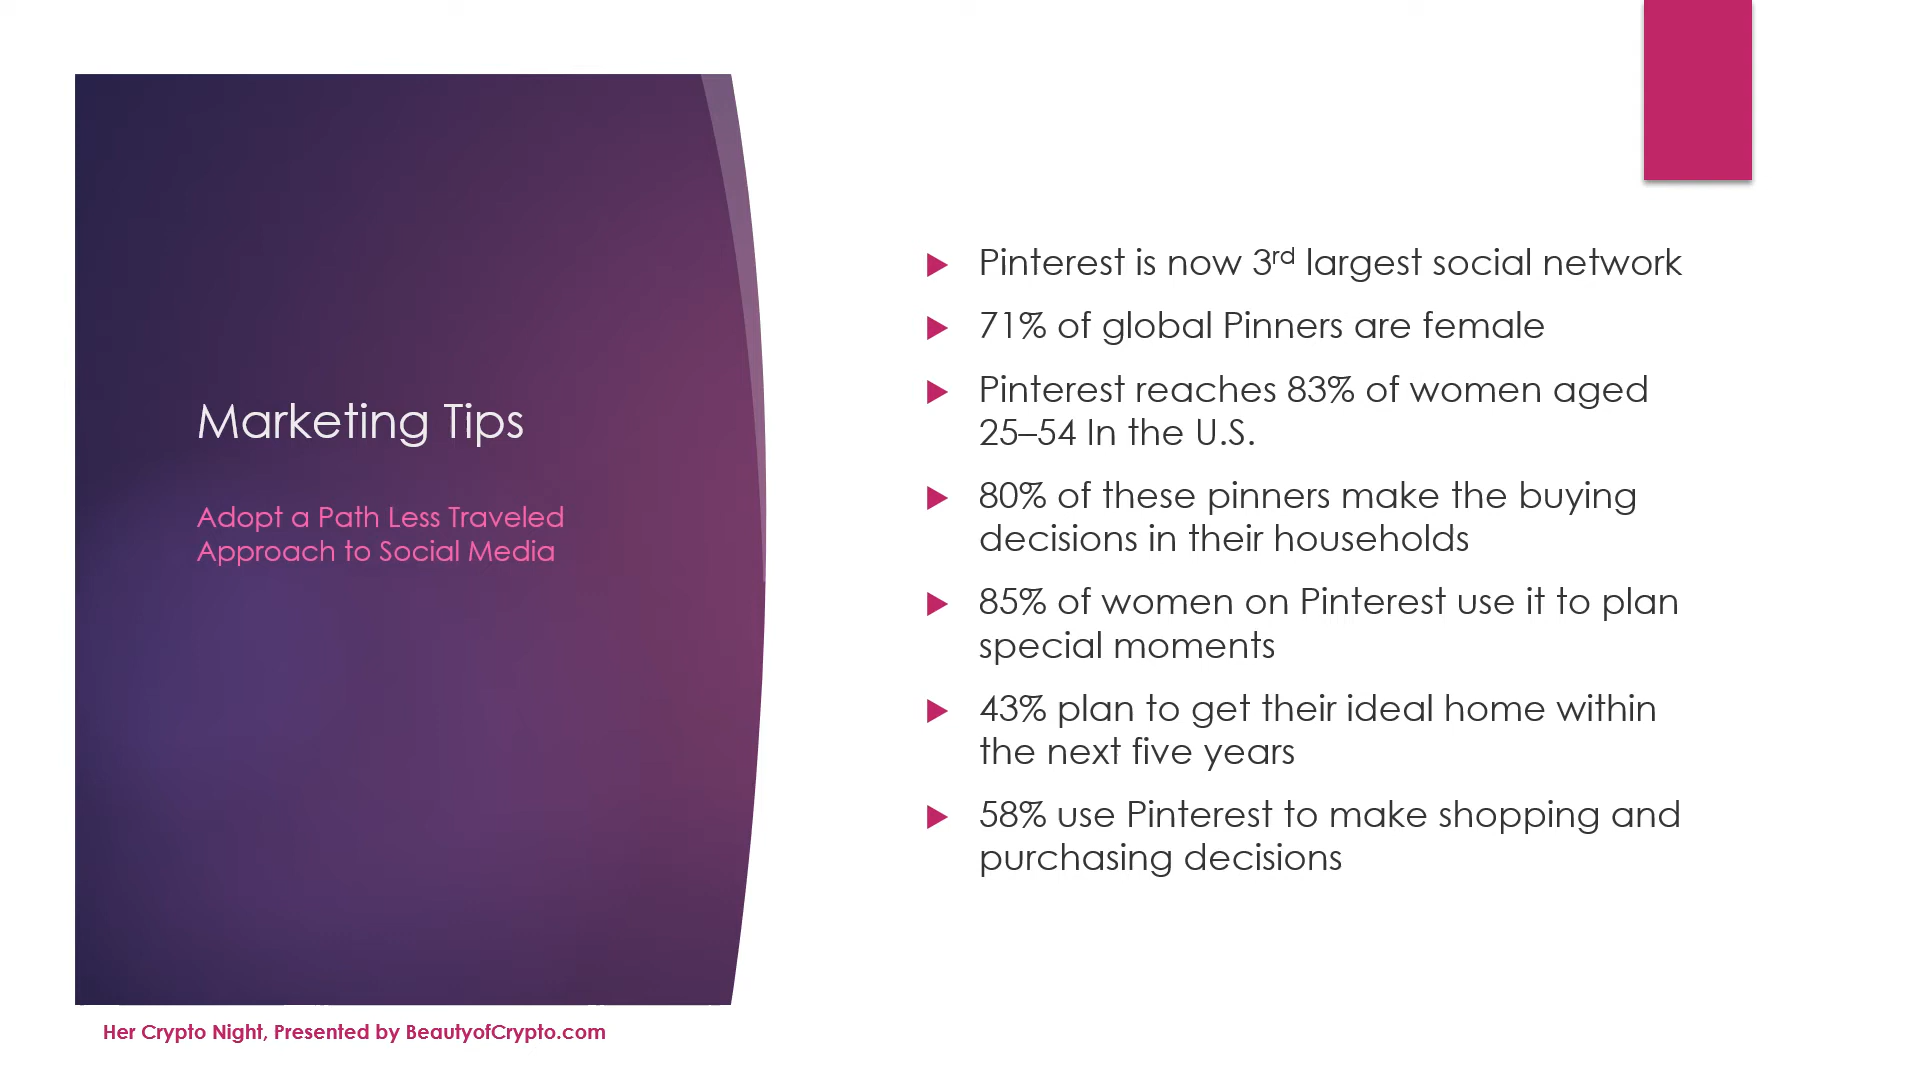 Marketing Tips
Adopt a Path Less Traveled
Approach to Social Media
Pinterest is now 3rd largest social network
71% of global Pinners are female
Pinterest reaches 83% of women aged
25–54 In the U.S.
80% of these pinners make the buying
decisions in their households
85% of women on Pinterest use it to plan
special moments
43% plan to get their ideal home within
the next five years
58% use Pinterest to make shopping and
purchasing decisions
Her Crypto Night, Presented by BeautyofCrypto.com